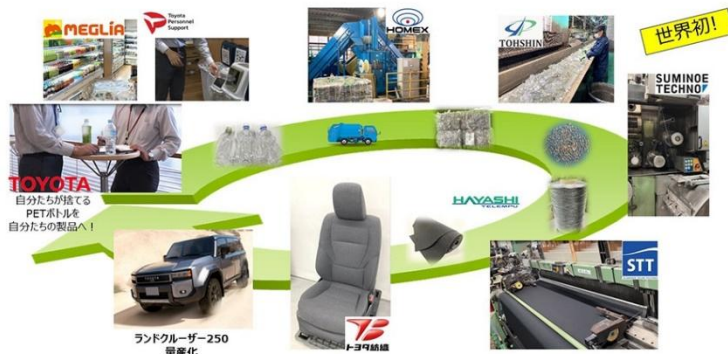 MEGLiA
Toyota
Personnel
Support
HOMEX
TOHSHIN
世界初!
SUMINOE
TECHNO
TOYOTA
自分たちが捨てる
PETボトルを
自分たちの製品へ!
HAYASHI
TELEMPU
STT
トヨタ紡織
ランドクルーザー250
量産化